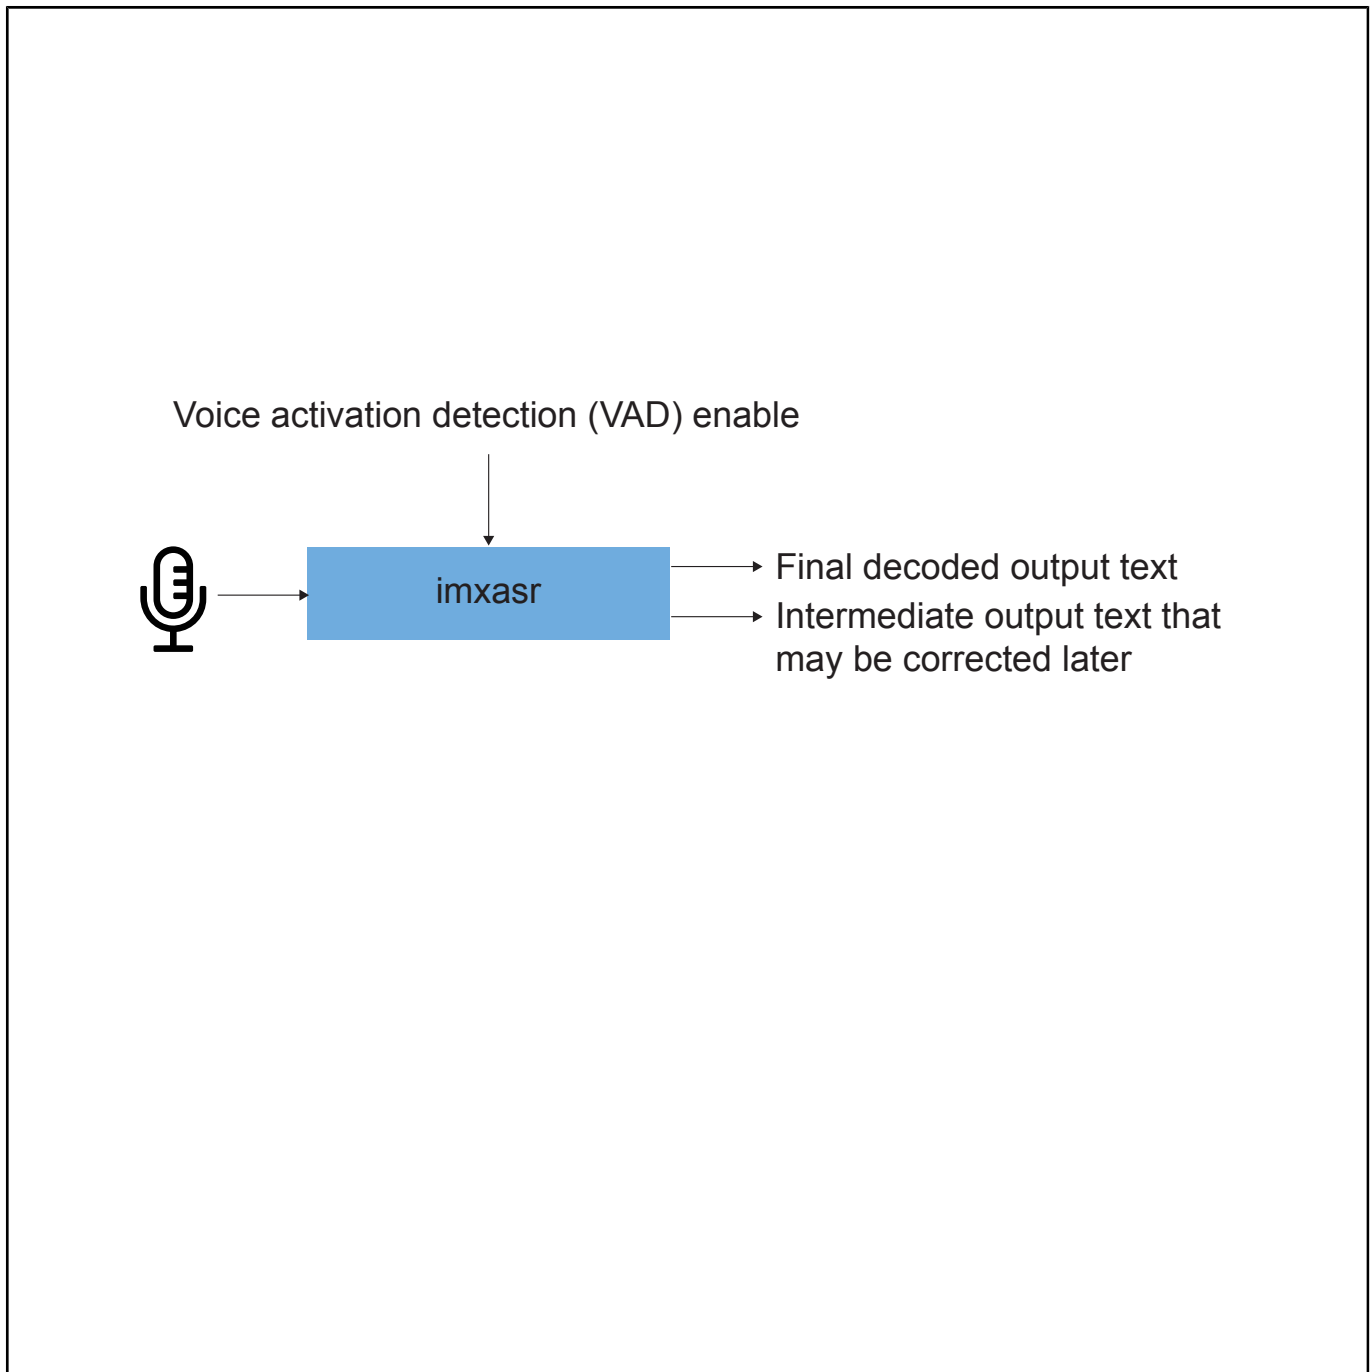 Voice activation detection (VAD) enable
imxasr
Final decoded output text
Intermediate output text that
may be corrected later